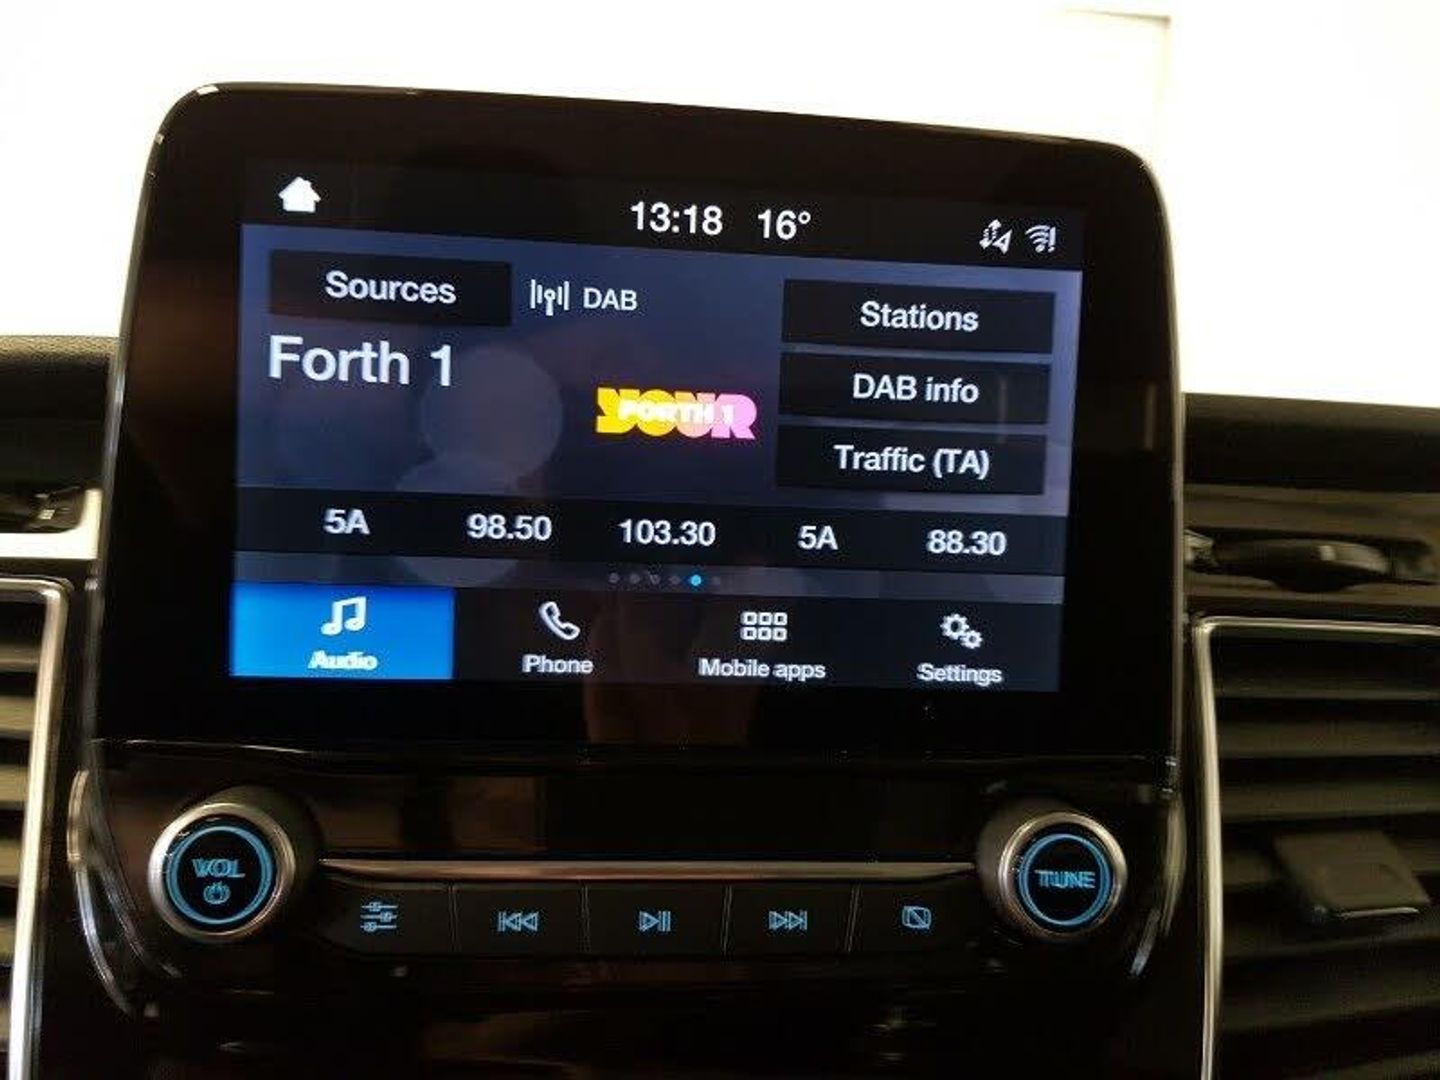 13:18 16°
Sources DAB Stations
Forth 1
DAB info
YOUR
FORTH 1
Traffic (TA)
5A 98.50 103.30 5A 88.30
Audio Phone Mobile apps Settings
VOL TUNE